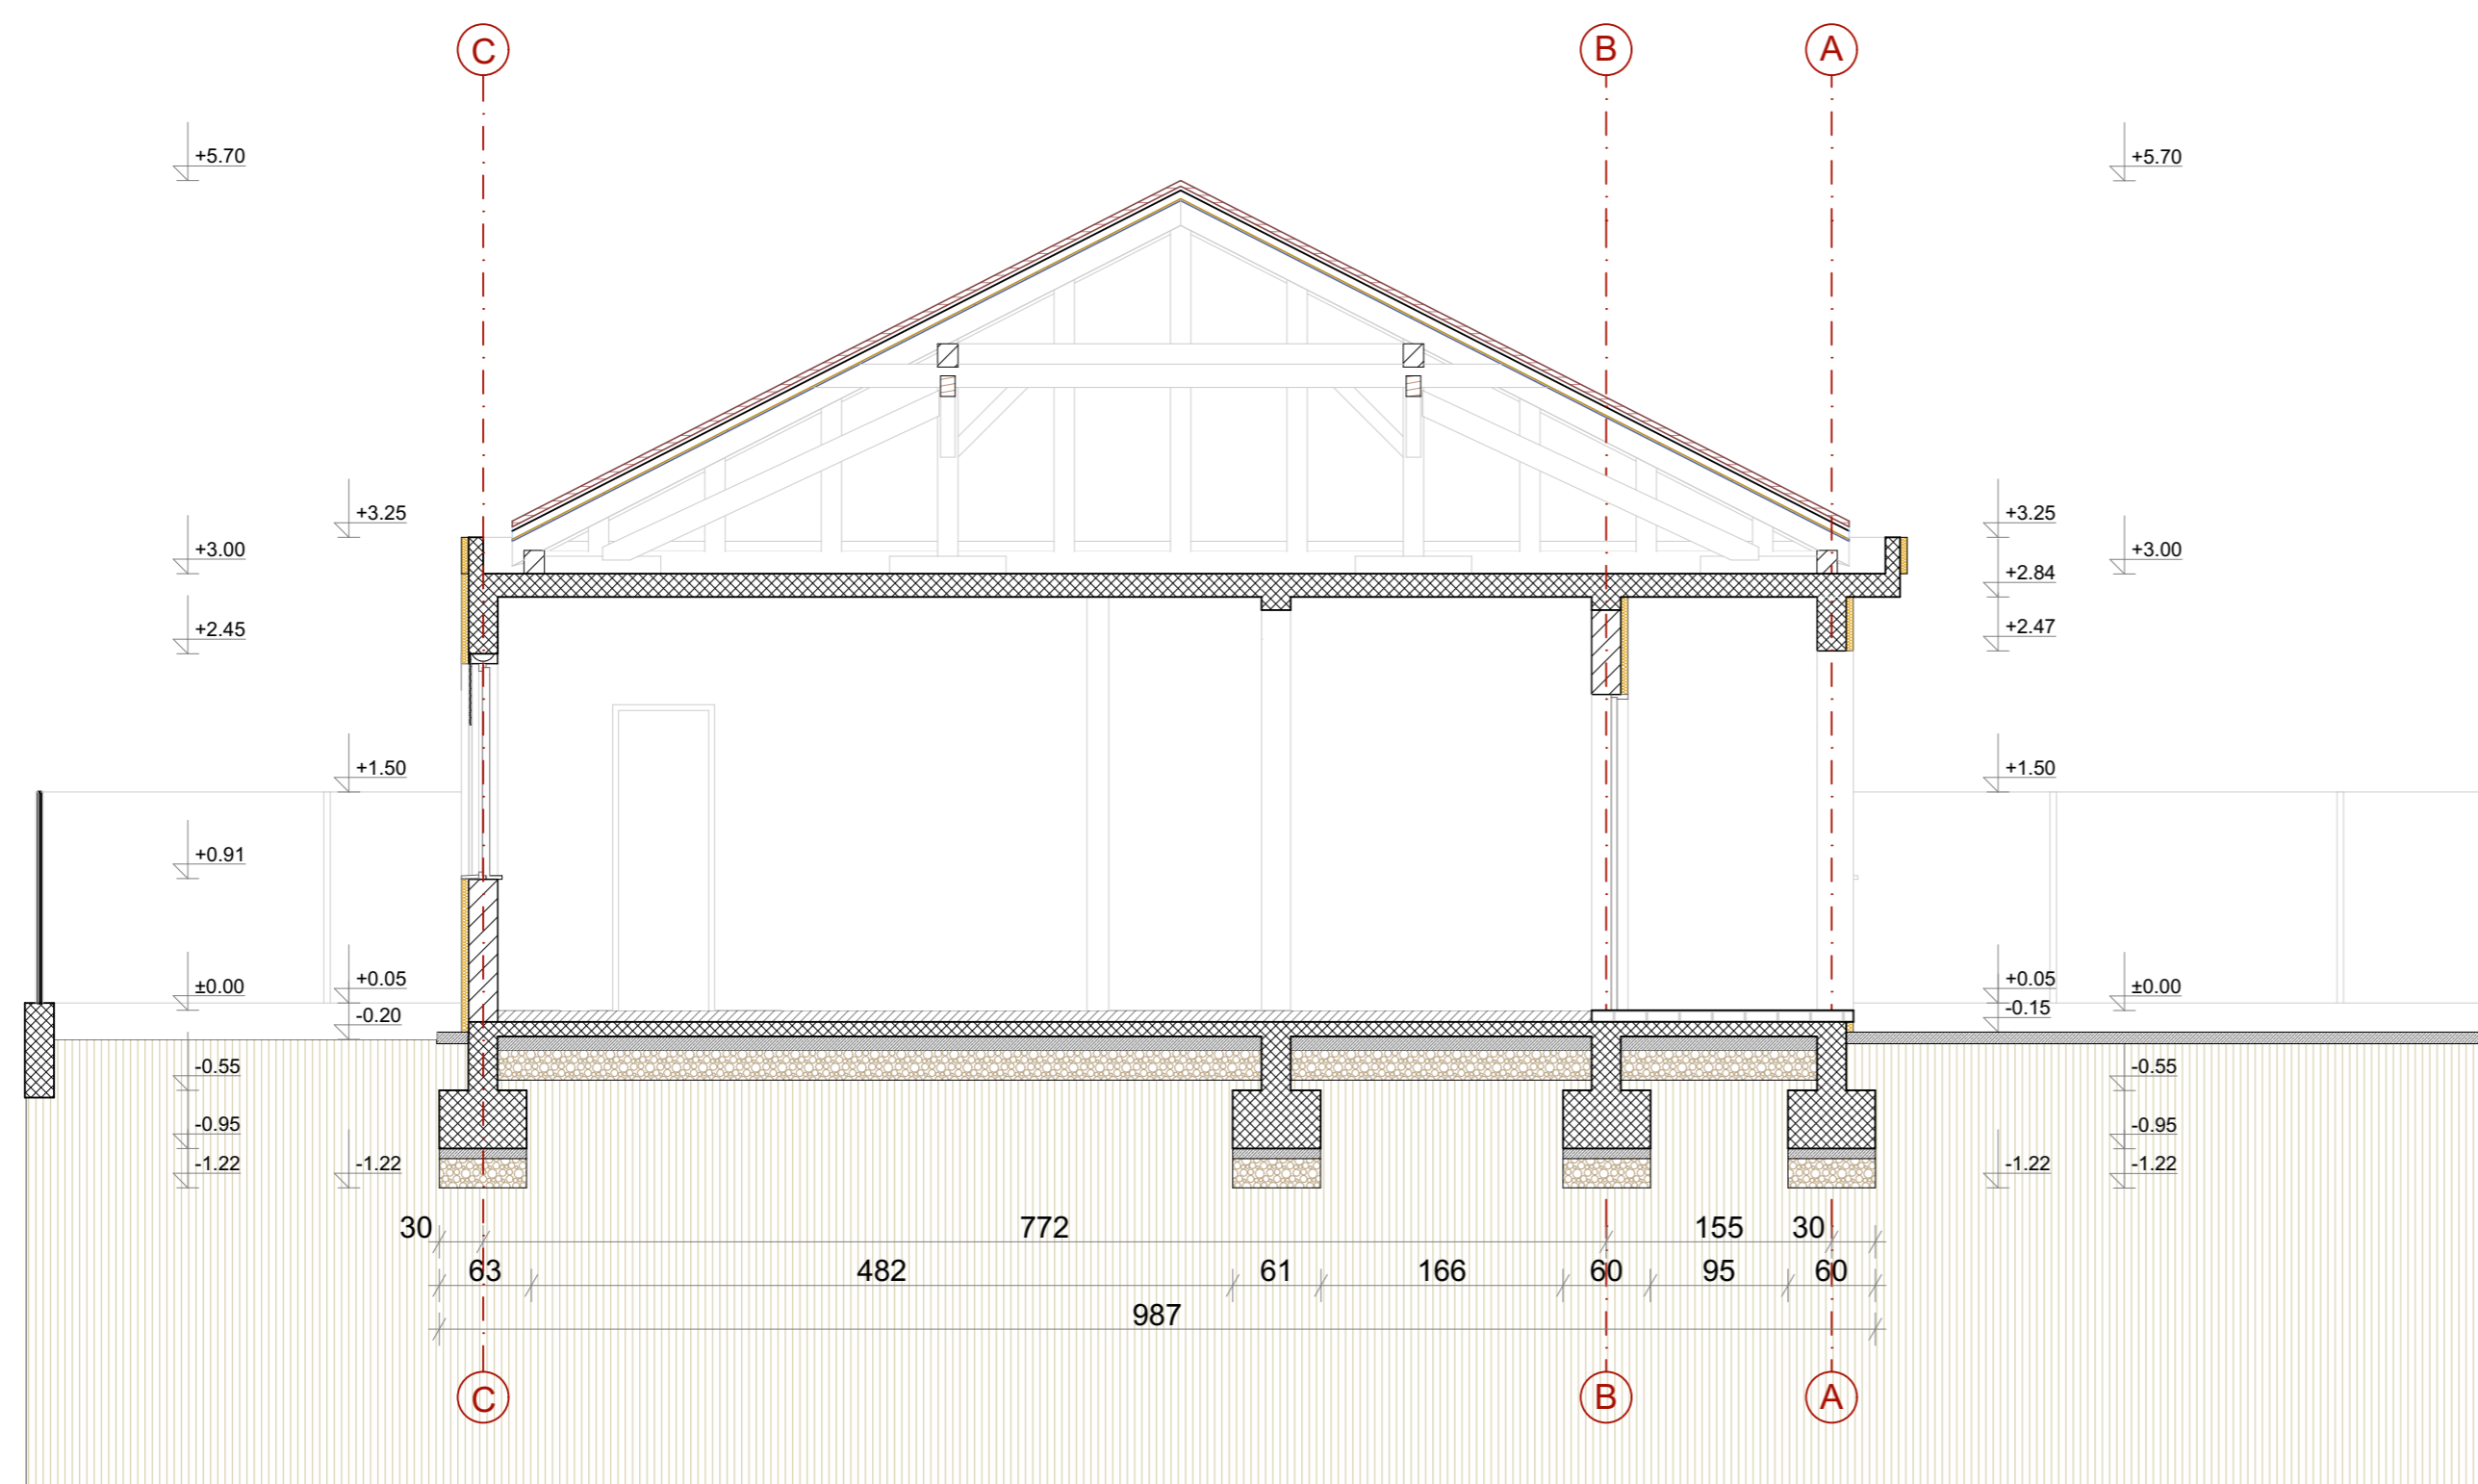 C B A
+5.70 +5.70
+3.25 +3.25
+3.00 +3.00
+2.84
+2.45 +2.47
+1.50 +1.50
+0.91
+0.05 +0.05
±0.00 ±0.00
-0.20 -0.15
-0.55 -0.55
-0.95 -0.95
-1.22 -1.22 -1.22 -1.22
30 772 155 30
63 482 61 166 60 95 60
987
C B A